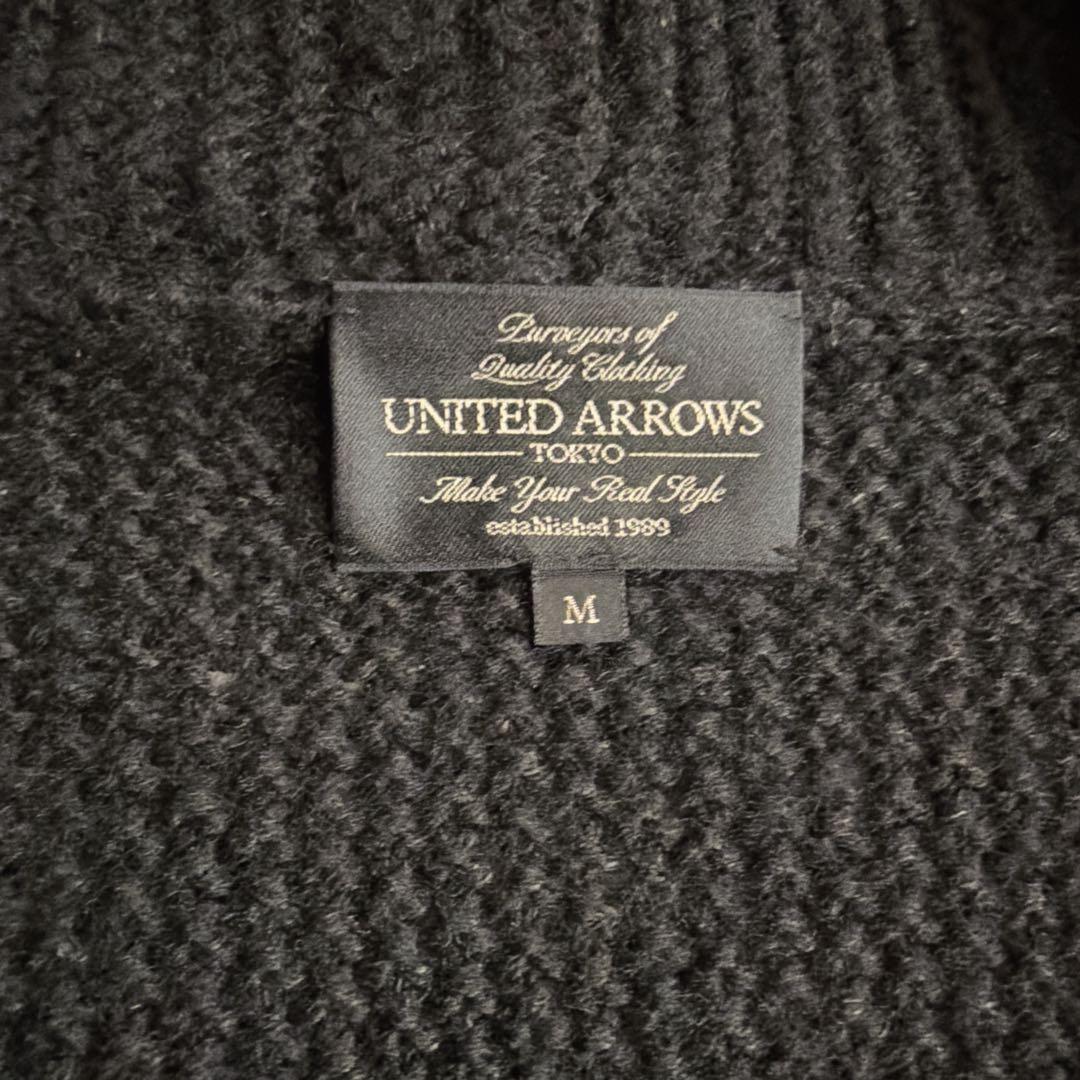 Purveyors of
Quality Clothing
UNITED ARROWS
TOKYO
Make Your Real Style
established 1989
M